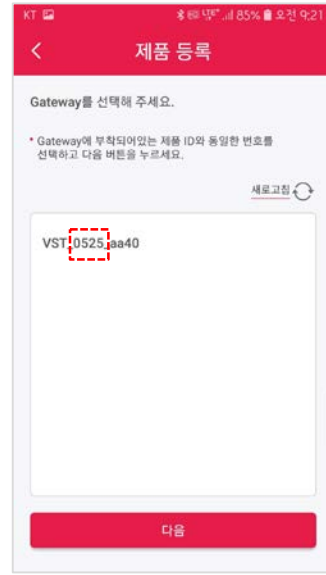 KT 85% 오전 9:21
제품 등록
Gateway를 선택해 주세요.
* Gateway에 부착되어있는 제품 ID와 동일한 번호를
선택하고 다음 버튼을 누르세요.
새로고침
VST_0525_aa40
다음